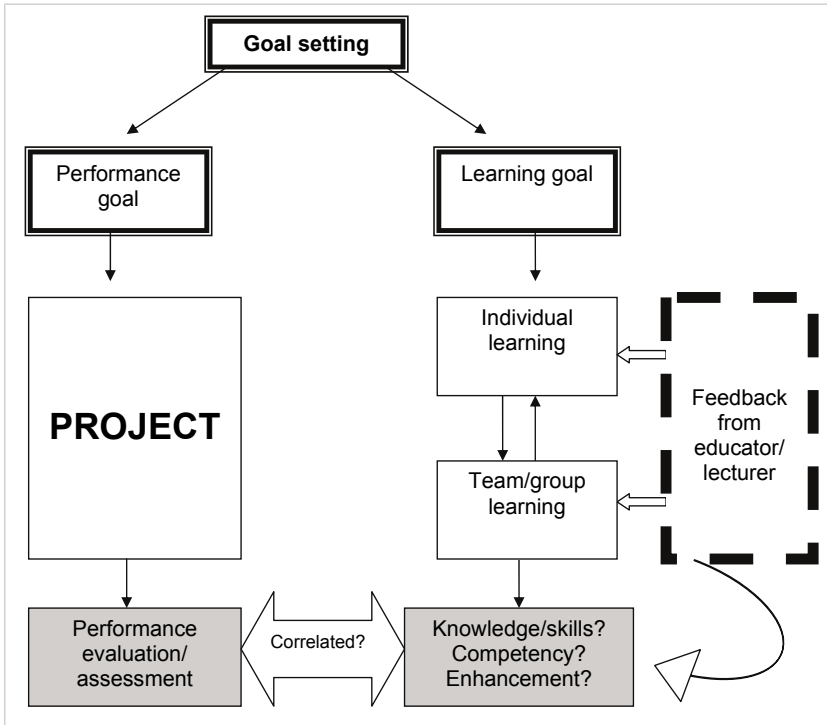 Goal setting
Performance
goal
Learning goal
PROJECT
Individual
learning
Team/group
learning
Feedback
from
educator/
lecturer
Performance
evaluation/
assessment
Correlated?
Knowledge/skills?
Competency?
Enhancement?